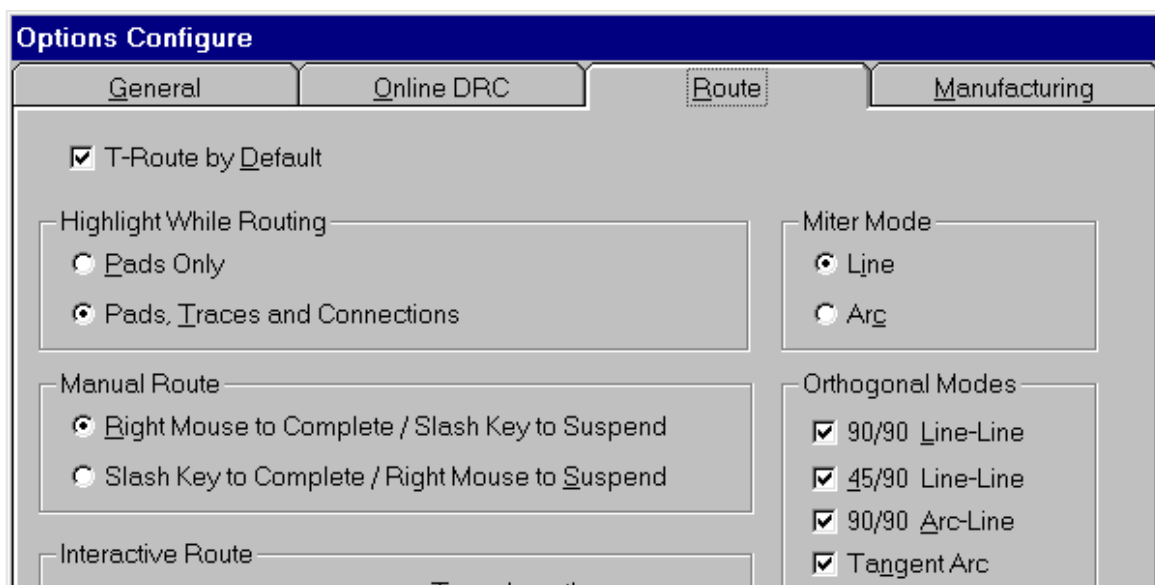 Options Configure
General Online DRC Route Manufacturing
T-Route by Default
Highlight While Routing
Pads Only
Pads, Traces and Connections
Miter Mode
Line
Arc
Manual Route
Right Mouse to Complete / Slash Key to Suspend
Slash Key to Complete / Right Mouse to Suspend
Orthogonal Modes
90/90 Line-Line
45/90 Line-Line
90/90 Arc-Line
Tangent Arc
Interactive Route